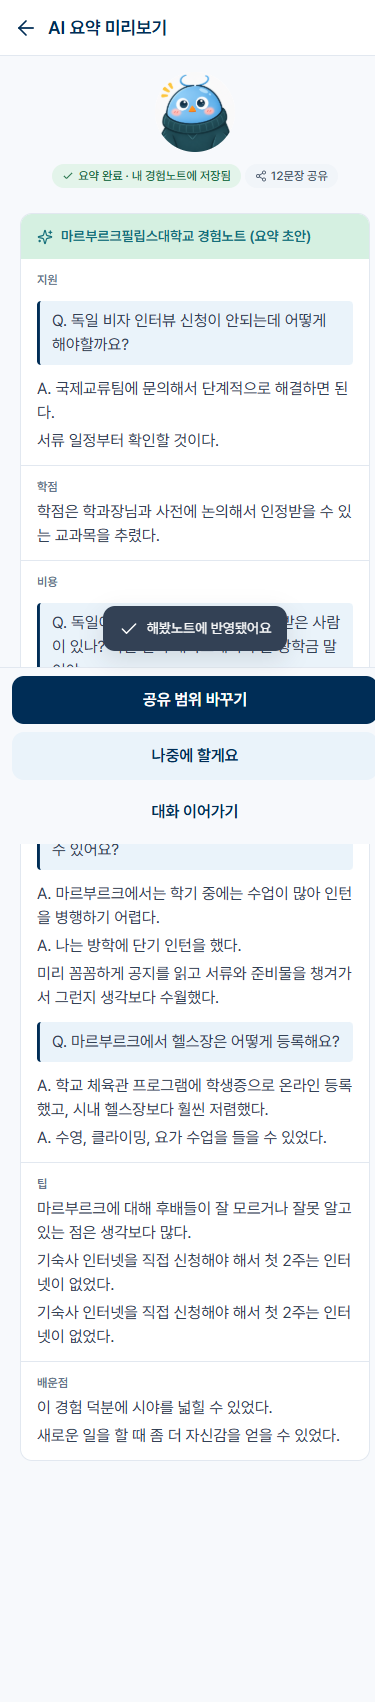 AI 요약 미리보기
요약 완료 · 내 경험노트에 저장됨
12문장 공유
마르부르크필립스대학교 경험노트 (요약 초안)
지원
Q. 독일 비자 인터뷰 신청이 안되는데 어떻게
해야할까요?
A. 국제교류팀에 문의해서 단계적으로 해결하면 된
다.
서류 일정부터 확인할 것이다.
학점
학점은 학과장님과 사전에 논의해서 인정받을 수 있
는 교과목을 추렸다.
비용
Q. 독일 받은 사람
해봤노트에 반영됐어요
이 있나? 장학금 말
공유 범위 바꾸기
나중에 할게요
대화 이어가기
수 있어요?
A. 마르부르크에서는 학기 중에는 수업이 많아 인턴
을 병행하기 어렵다.
A. 나는 방학에 단기 인턴을 했다.
미리 꼼꼼하게 공지를 읽고 서류와 준비물을 챙겨가
서 그런지 생각보다 수월했다.
Q. 마르부르크에서 헬스장은 어떻게 등록해요?
A. 학교 체육관 프로그램에 학생증으로 온라인 등록
했고, 시내 헬스장보다 훨씬 저렴했다.
A. 수영, 클라이밍, 요가 수업을 들을 수 있었다.
팁
마르부르크에 대해 후배들이 잘 모르거나 잘못 알고
있는 점은 생각보다 많다.
기숙사 인터넷을 직접 신청해야 해서 첫 2주는 인터
넷이 없었다.
기숙사 인터넷을 직접 신청해야 해서 첫 2주는 인터
넷이 없었다.
배운점
이 경험 덕분에 시야를 넓힐 수 있었다.
새로운 일을 할 때 좀 더 자신감을 얻을 수 있었다.